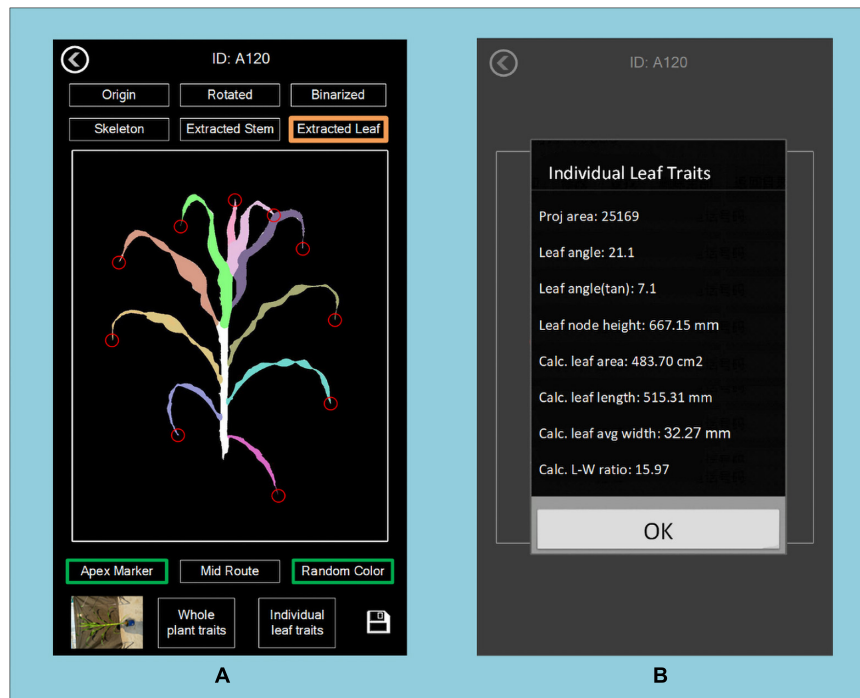 ID: A120
Origin
Rotated
Binarized
Skeleton
Extracted Stem
Extracted Leaf
Apex Marker
Mid Route
Random Color
Whole
plant traits
Individual
leaf traits
A
ID: A120
Individual Leaf Traits
Proj area: 25169
Leaf angle: 21.1
Leaf angle(tan): 7.1
Leaf node height: 667.15 mm
Calc. leaf area: 483.70 cm2
Calc. leaf length: 515.31 mm
Calc. leaf avg width: 32.27 mm
Calc. L-W ratio: 15.97
OK
B